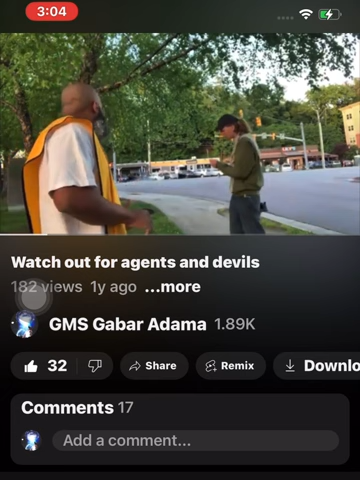 3:04
Watch out for agents and devils
182 views 1y ago ...more
GMS Gabar Adama 1.89K
32 Share Remix Downlo
Comments 17
Add a comment...